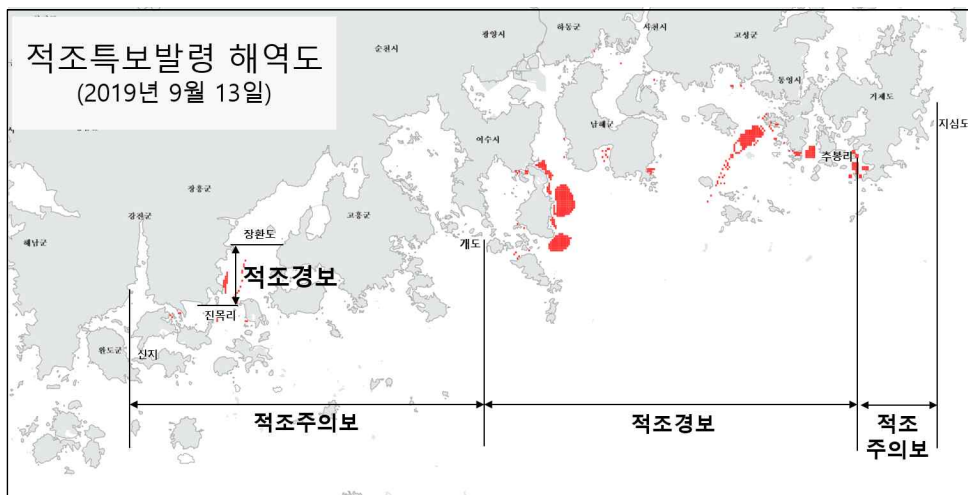 적조특보발령 해역도
(2019년 9월 13일)
순천시
광양시
하동군
사천시
고성군
통영시
거제도
지심도
여수시
남해군
추봉리
장흥군
강진군
고흥군
해남군
장환도
개도
적조경보
진목리
완도군
신지
적조주의보
적조경보
적조
주의보